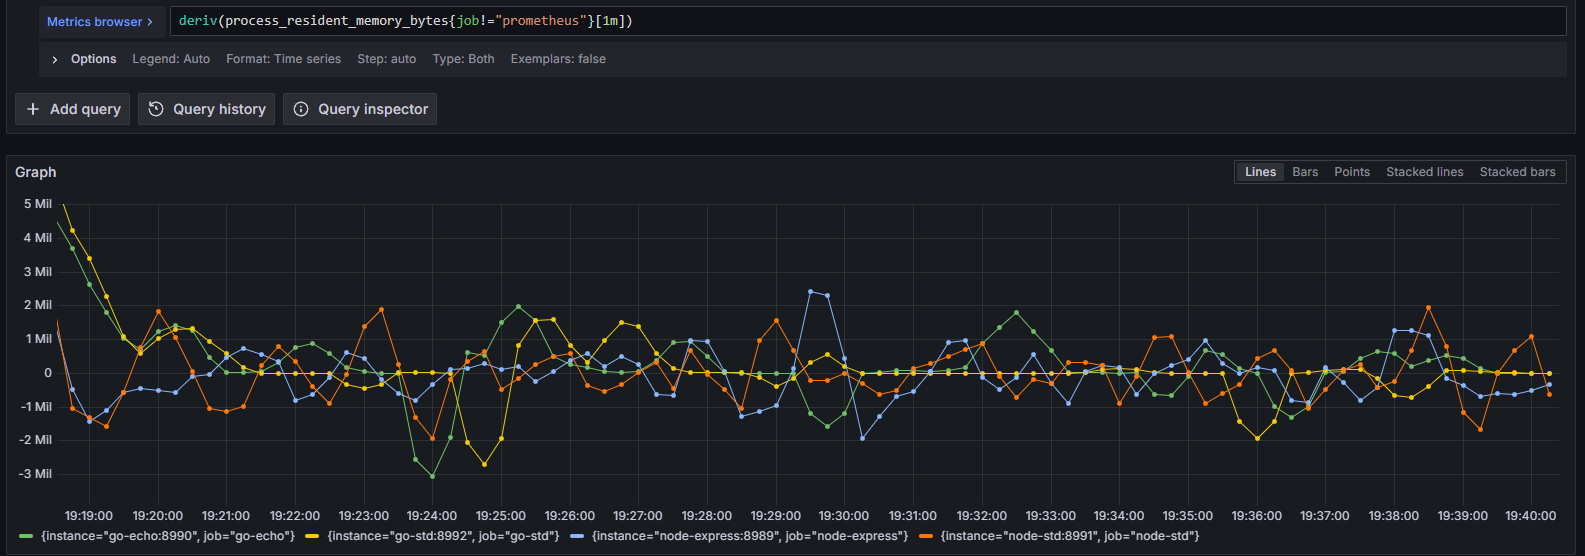 Metrics browser > deriv(process_resident_memory_bytes{job!="prometheus"}[1m])
> Options Legend: Auto Format: Time series Step: auto Type: Both Exemplars: false
+ Add query Query history Query inspector
Graph Lines Bars Points Stacked lines Stacked bars
5 Mil
4 Mil
3 Mil
2 Mil
1 Mil
0
-1 Mil
-2 Mil
-3 Mil
19:19:00 19:20:00 19:21:00 19:22:00 19:23:00 19:24:00 19:25:00 19:26:00 19:27:00 19:28:00 19:29:00 19:30:00 19:31:00 19:32:00 19:33:00 19:34:00 19:35:00 19:36:00 19:37:00 19:38:00 19:39:00 19:40:00
{instance="go-echo:8990", job="go-echo"} {instance="go-std:8992", job="go-std"} {instance="node-express:8989", job="node-express"} {instance="node-std:8991", job="node-std"}